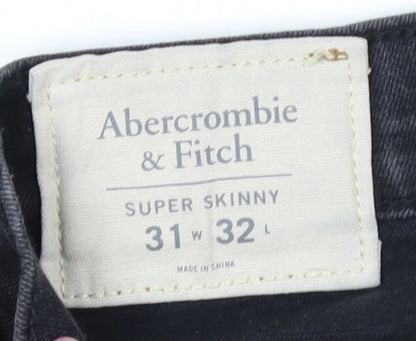 Abercrombie
& Fitch
SUPER SKINNY
31 W 32 L
MADE IN CHINA